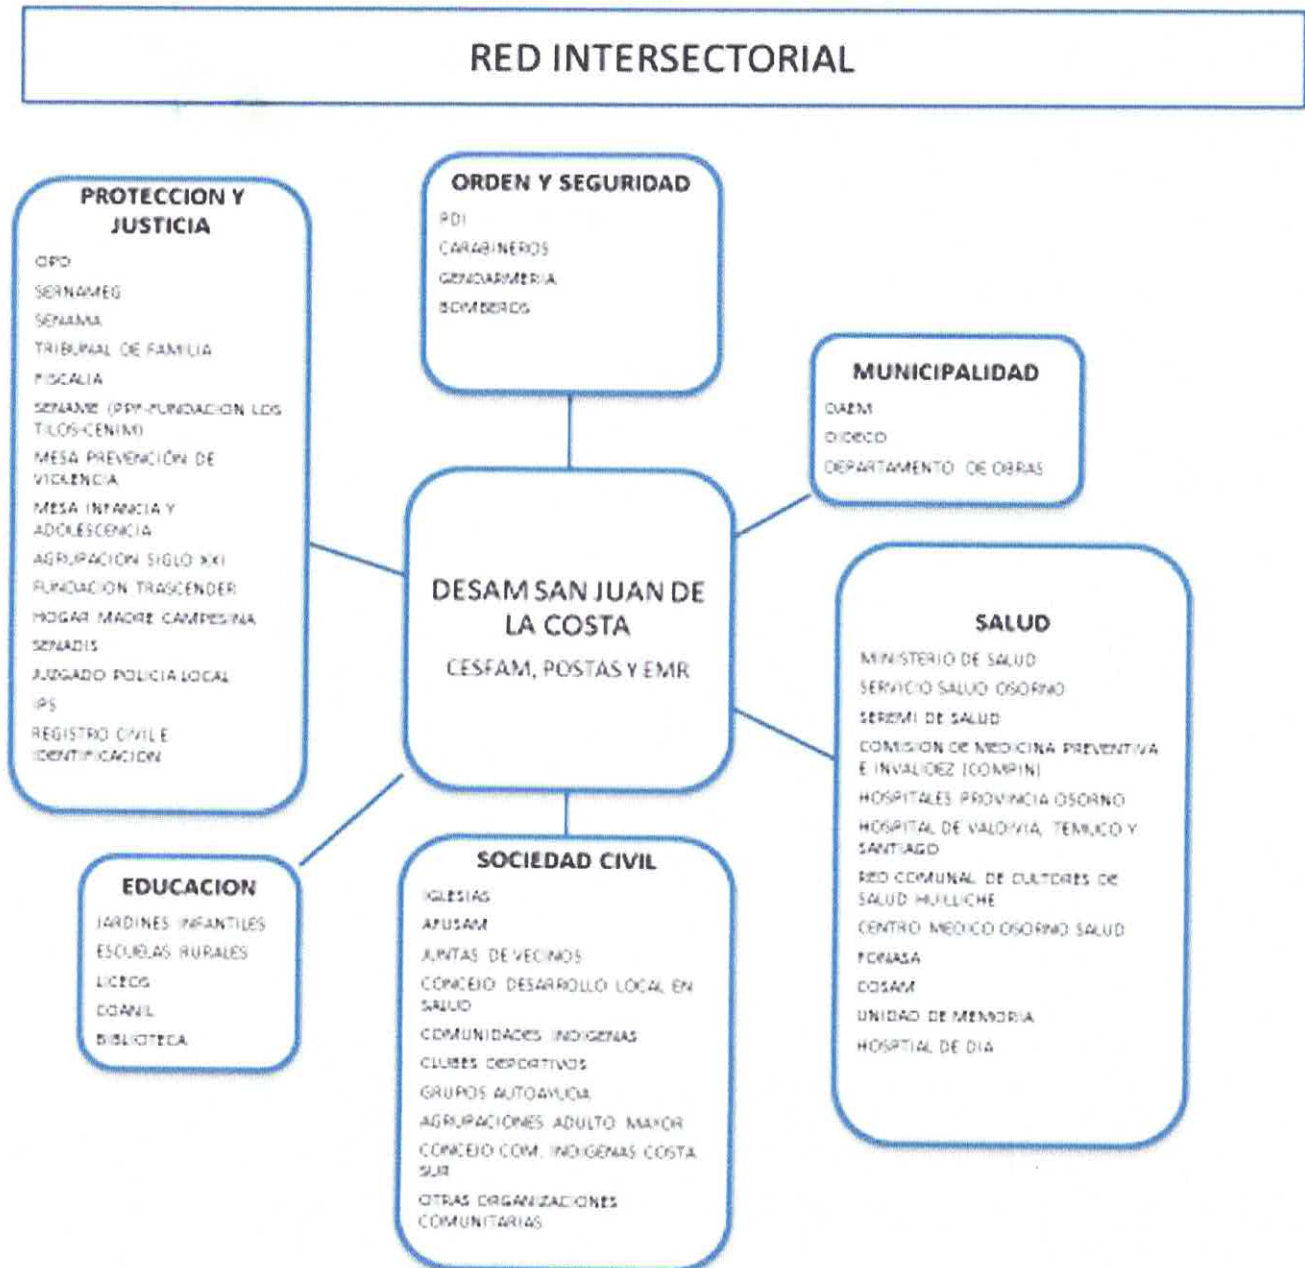 RED INTERSECTORIAL
PROTECCION Y
JUSTICIA
OPD
SERNAMEG
SENAMA
TRIBUNAL DE FAMILIA
FISCALIA
SENAME (PPF-FUNDACION LOS
TILOS-CENIM)
MESA PREVENCIÓN DE
VIOLENCIA
MESA INFANCIA Y
ADOLESCENCIA
AGRUPACION SIGLO XXI
FUNDACION TRASCENDER
HOGAR MADRE CAMPESINA
SENADIS
JUZGADO POLICIA LOCAL
IPS
REGISTRO CIVIL E
IDENTIFICACION
ORDEN Y SEGURIDAD
PDI
CARABINEROS
GENDARMERIA
BOMBEROS
MUNICIPALIDAD
DAEM
DIDECO
DEPARTAMENTO DE OBRAS
DESAM SAN JUAN DE
LA COSTA
CESFAM, POSTAS Y EMR
SALUD
MINISTERIO DE SALUD
SERVICIO SALUD OSORNO
SEREMI DE SALUD
COMISION DE MEDICINA PREVENTIVA
E INVALIDEZ (COMPIN)
HOSPITALES PROVINCIA OSORNO
HOSPITAL DE VALDIVIA, TEMUCO Y
SANTIAGO
RED COMUNAL DE CULTORES DE
SALUD HUILLICHE
CENTRO MEDICO OSORNO SALUD
FONASA
COSAM
UNIDAD DE MEMORIA
HOSPTIAL DE DIA
EDUCACION
JARDINES INFANTILES
ESCUELAS RURALES
LICEOS
COANIL
BIBLIOTECA
SOCIEDAD CIVIL
IGLESIAS
AFUSAM
JUNTAS DE VECINOS
CONCEJO DESARROLLO LOCAL EN
SALUD
COMUNIDADES INDIGENAS
CLUBES DEPORTIVOS
GRUPOS AUTOAYUDA
AGRUPACIONES ADULTO MAYOR
CONCEJO COM. INDIGENAS COSTA
SUR
OTRAS ORGANIZACIONES
COMUNITARIAS